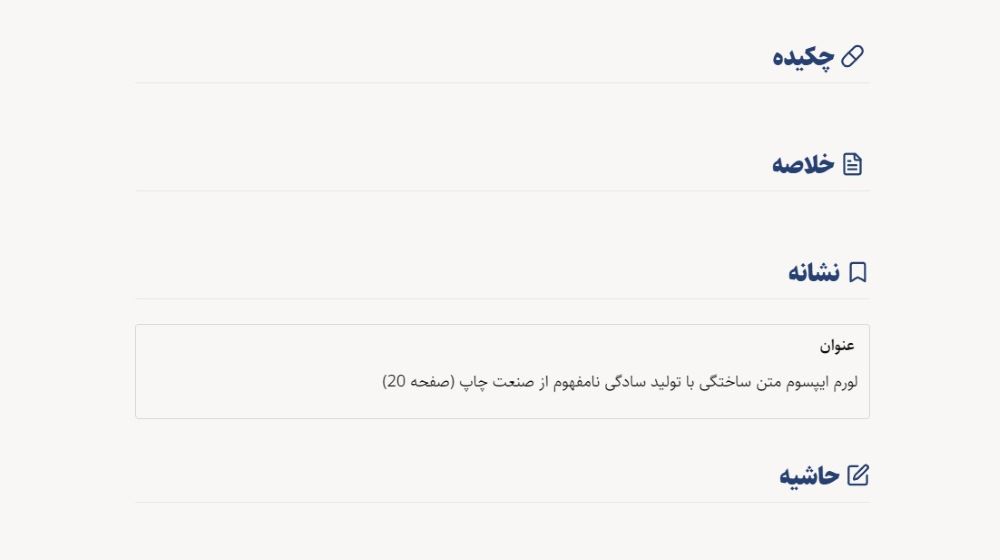 چکیده
خلاصه
نشانه
عنوان
لورم ایپسوم متن ساختگی با تولید سادگی نامفهوم از صنعت چاپ (صفحه 20)
حاشیه